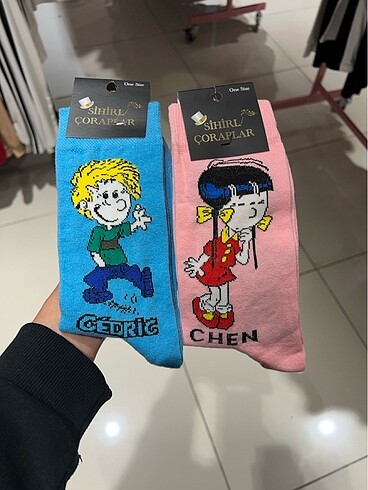 One Size
SİHİRLİ
ÇORAPLAR
CÉDRIC
One Size
SİHİRLİ
ÇORAPLAR
CHEN